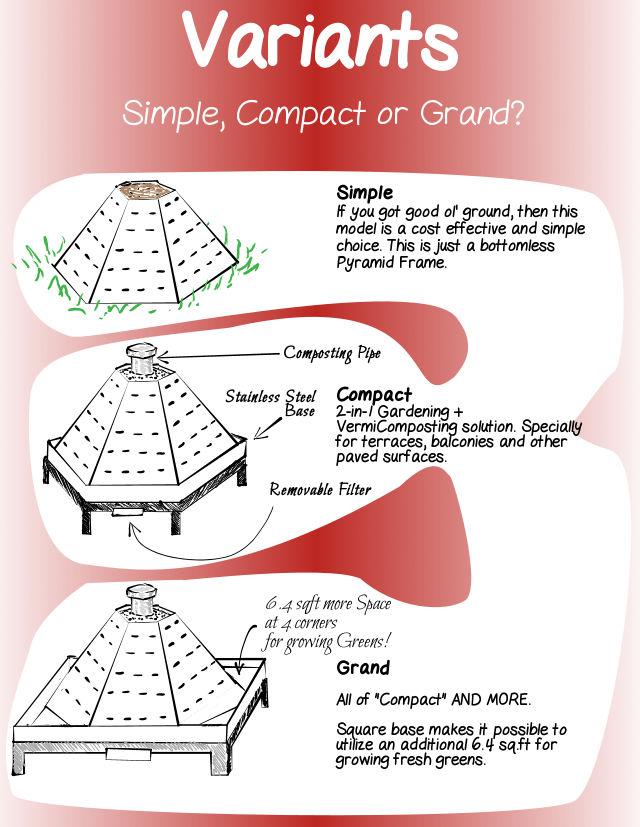 Variants
Simple, Compact or Grand?
Simple
If you got good ol' ground, then this
model is a cost effective and simple
choice. This is just a bottomless
Pyramid Frame.
Composting Pipe
Stainless Steel
Base
Compact
2-in-1 Gardening +
VermiComposting solution. Specially
for terraces, balconies and other
paved surfaces.
Removable Filter
6.4 sqft more Space
at 4 corners
for growing Greens!
Grand
All of "Compact" AND MORE.
Square base makes it possible to
utilize an additional 6.4 sq.ft for
growing fresh greens.